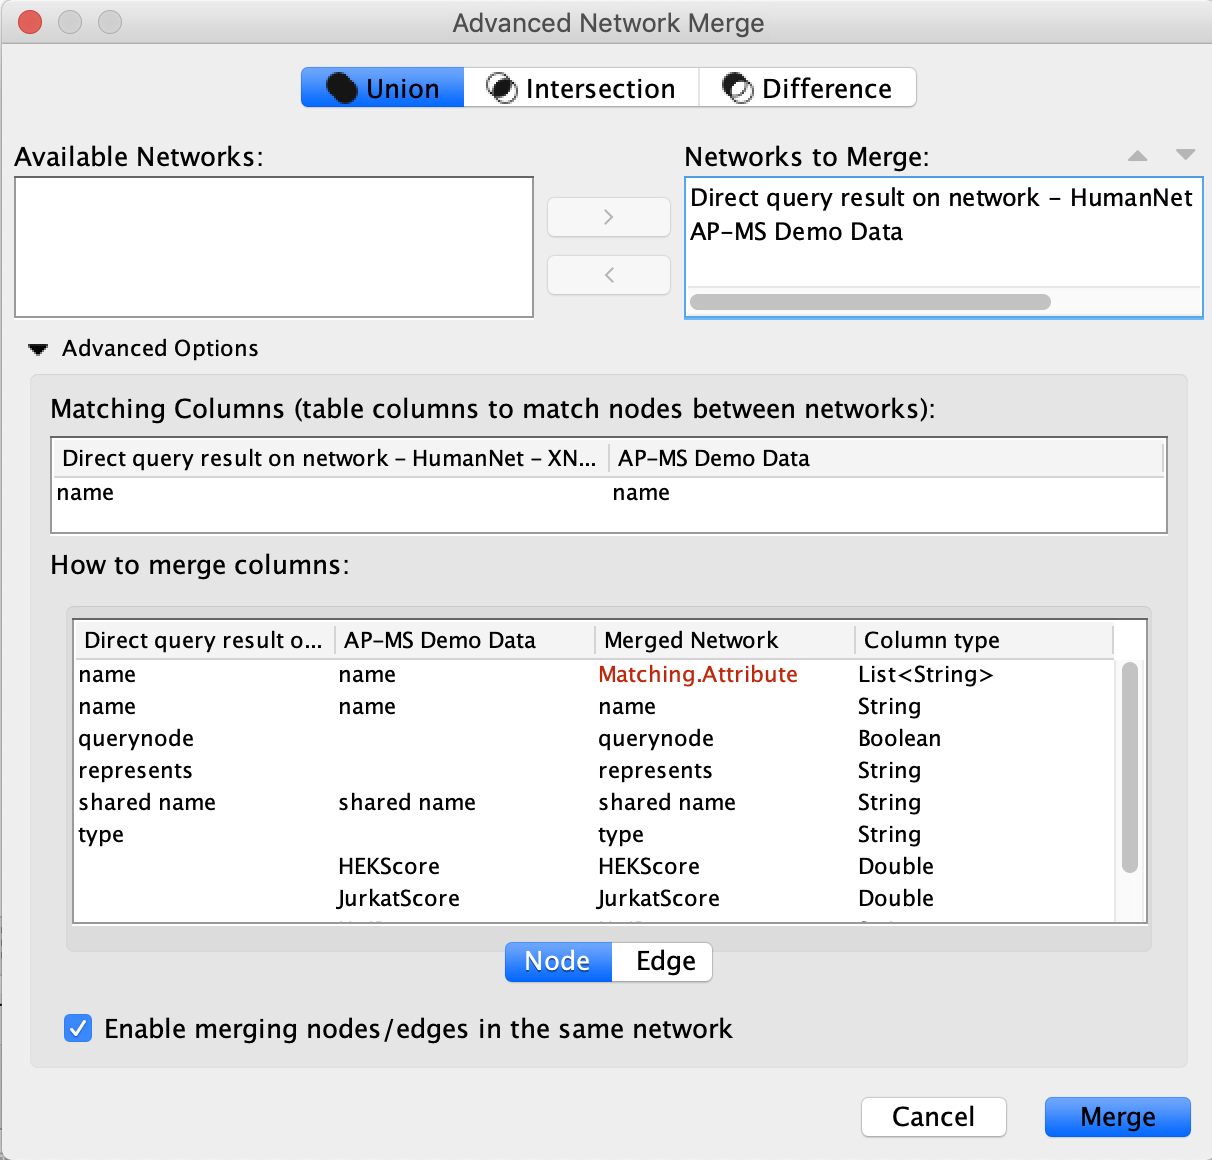 Advanced Network Merge
Union Intersection Difference
Available Networks: Networks to Merge:
Direct query result on network – HumanNet
AP-MS Demo Data
>
<
Advanced Options
Matching Columns (table columns to match nodes between networks):
Direct query result on network – HumanNet – XN... AP-MS Demo Data
name name
How to merge columns:
Direct query result o... AP-MS Demo Data Merged Network Column type
name name Matching.Attribute List<String>
name name name String
querynode querynode Boolean
represents represents String
shared name shared name shared name String
type type String
HEKScore HEKScore Double
JurkatScore JurkatScore Double
Node Edge
Enable merging nodes/edges in the same network
Cancel Merge